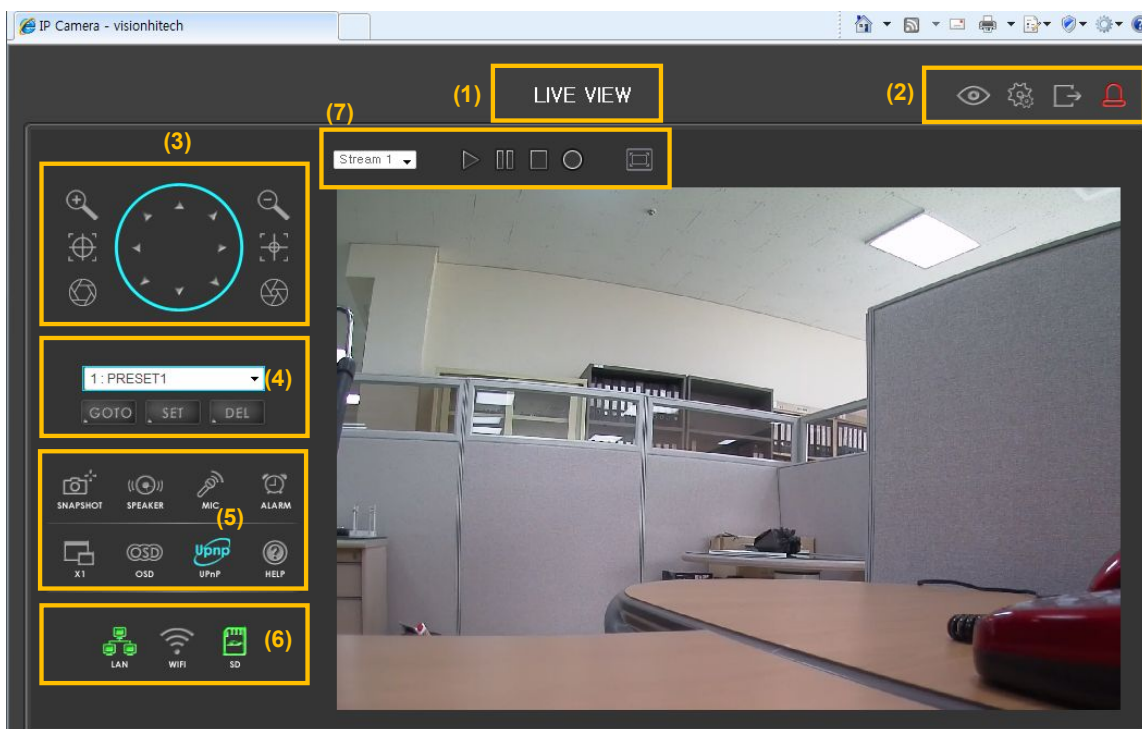 IP Camera - visionhitech
(1)
LIVE VIEW
(2)
(7)
Stream 1
(3)
1 : PRESET1
(4)
GOTO SET DEL
SNAPSHOT SPEAKER MIC ALARM
(5)
OSD Upnp
X1 OSD UPnP HELP
(6)
LAN WIFI SD